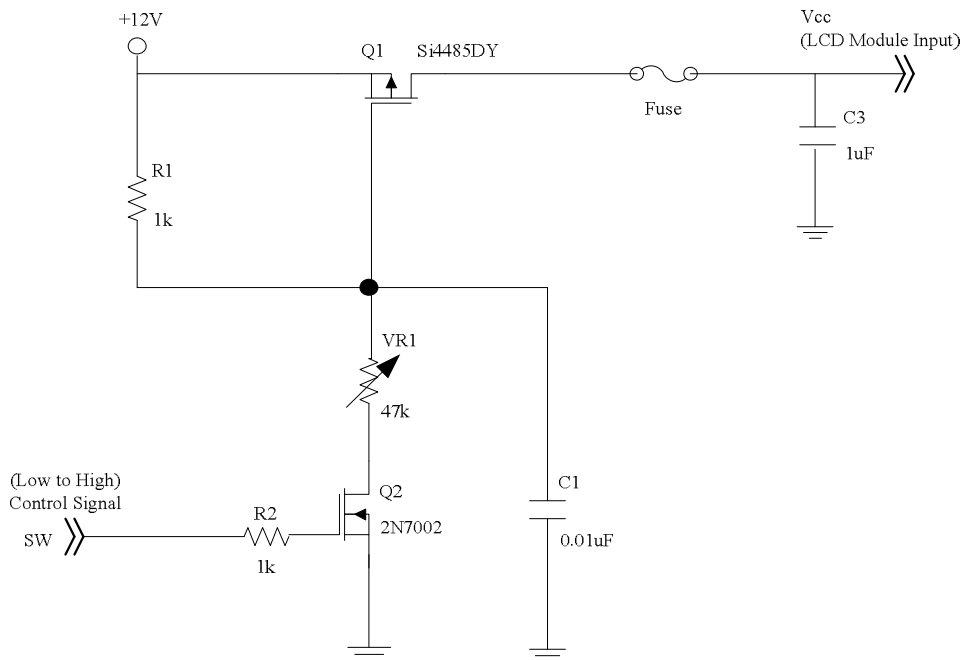 +12V
Q1
Si4485DY
Vcc
(LCD Module Input)
Fuse
C3
1uF
R1
1k
VR1
47k
(Low to High)
Control Signal
SW
R2
1k
Q2
2N7002
C1
0.01uF